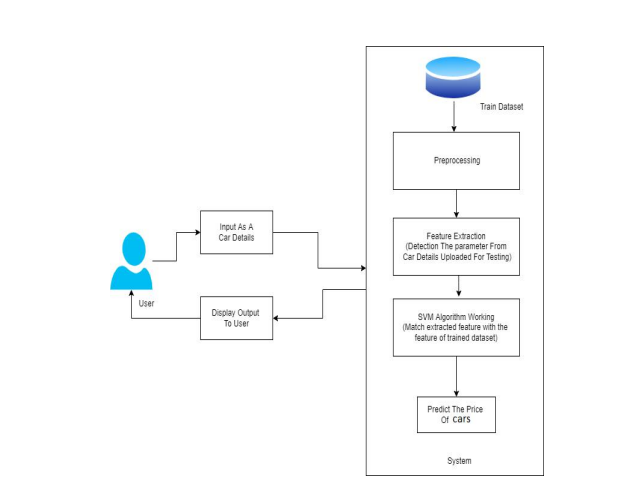 Train Dataset
Preprocessing
Input As A
Car Details
Feature Extraction
(Detection The parameter From
Car Details Uploaded For Testing)
User
Display Output
To User
SVM Algorithm Working
(Match extracted feature with the
feature of trained dataset)
Predict The Price
Of cars
System